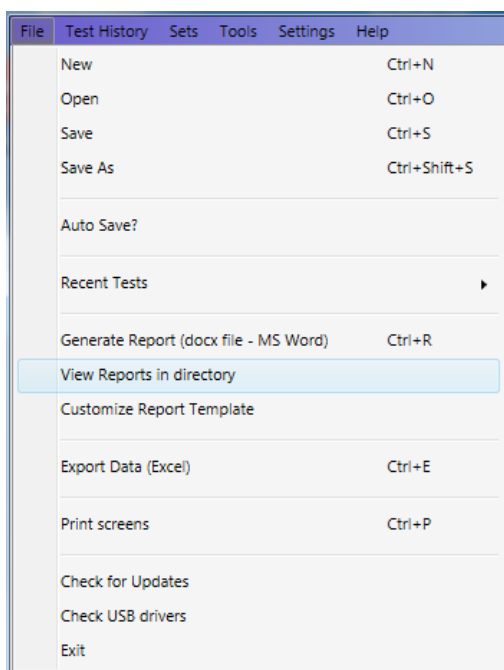 File Test History Sets Tools Settings Help
New Ctrl+N
Open Ctrl+O
Save Ctrl+S
Save As Ctrl+Shift+S
Auto Save?
Recent Tests
Generate Report (docx file - MS Word) Ctrl+R
View Reports in directory
Customize Report Template
Export Data (Excel) Ctrl+E
Print screens Ctrl+P
Check for Updates
Check USB drivers
Exit